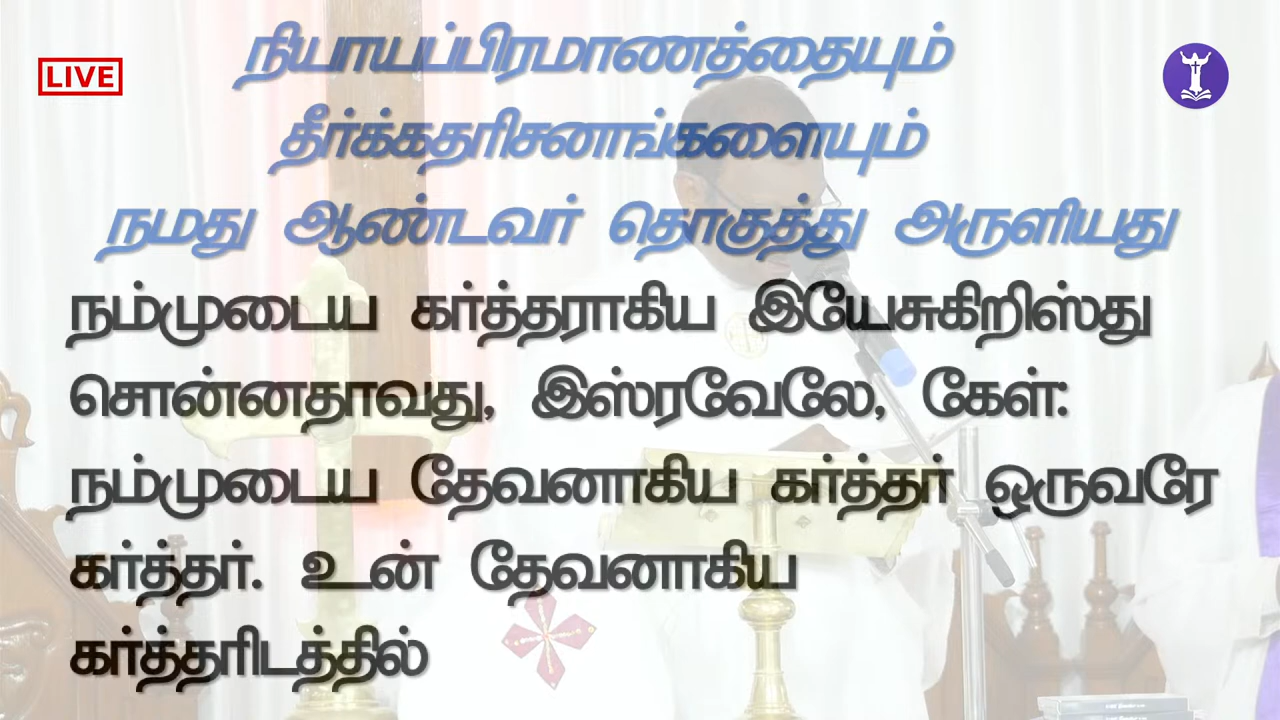 LIVE
நியாயப்பிரமாணத்தையும்
தீர்க்கதரிசனங்களையும்
நமது ஆண்டவர் தொகுத்து அருளியது
நம்முடைய கர்த்தராகிய இயேசுகிறிஸ்து
சொன்னதாவது, இஸ்ரவேலே, கேள்:
நம்முடைய தேவனாகிய கர்த்தர் ஒருவரே
கர்த்தர். உன் தேவனாகிய
கர்த்தரிடத்தில்